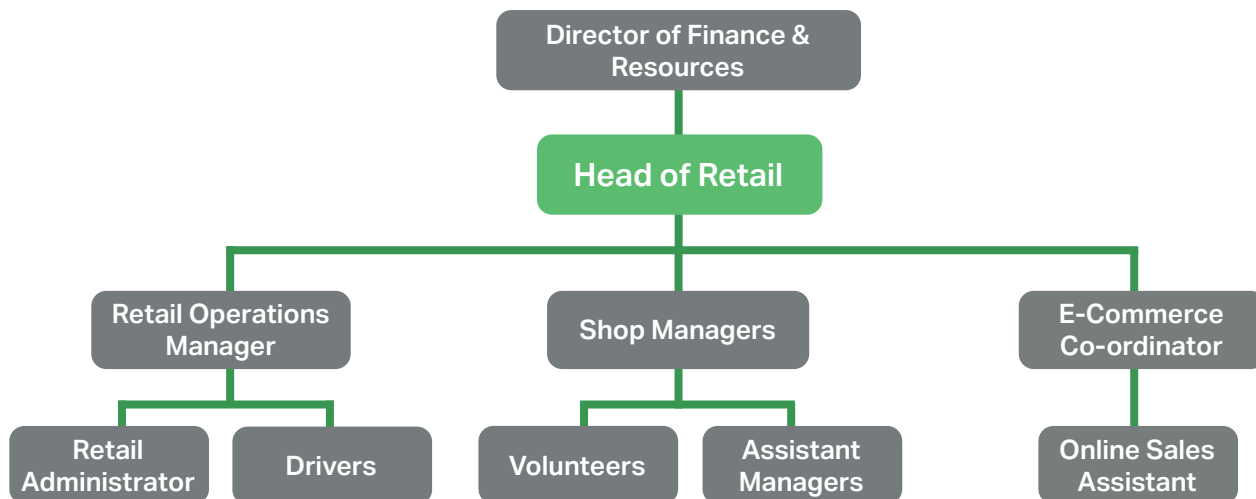 Director of Finance &
Resources
Head of Retail
Retail Operations
Manager
Shop Managers
E-Commerce
Co-ordinator
Retail
Administrator
Drivers
Volunteers
Assistant
Managers
Online Sales
Assistant